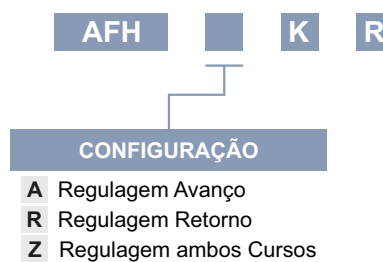 AFH K R
CONFIGURAÇÃO
A Regulagem Avanço
R Regulagem Retorno
Z Regulagem ambos Cursos